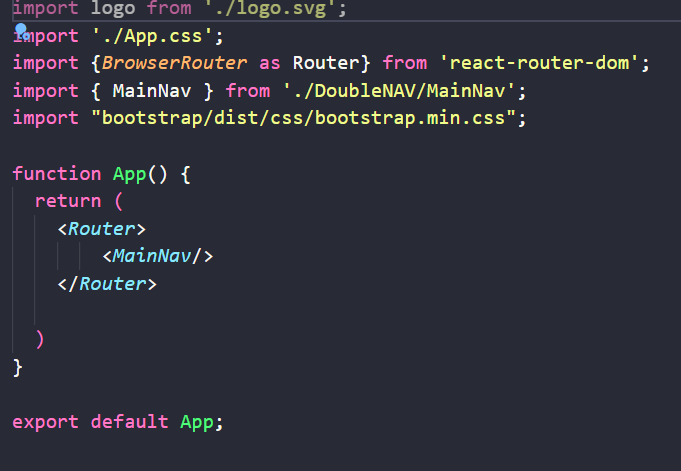 import logo from './logo.svg';
import './App.css';
import {BrowserRouter as Router} from 'react-router-dom';
import { MainNav } from './DoubleNAV/MainNav';
import "bootstrap/dist/css/bootstrap.min.css";
function App() {
return (
<Router>
<MainNav/>
</Router>
)
}
export default App;